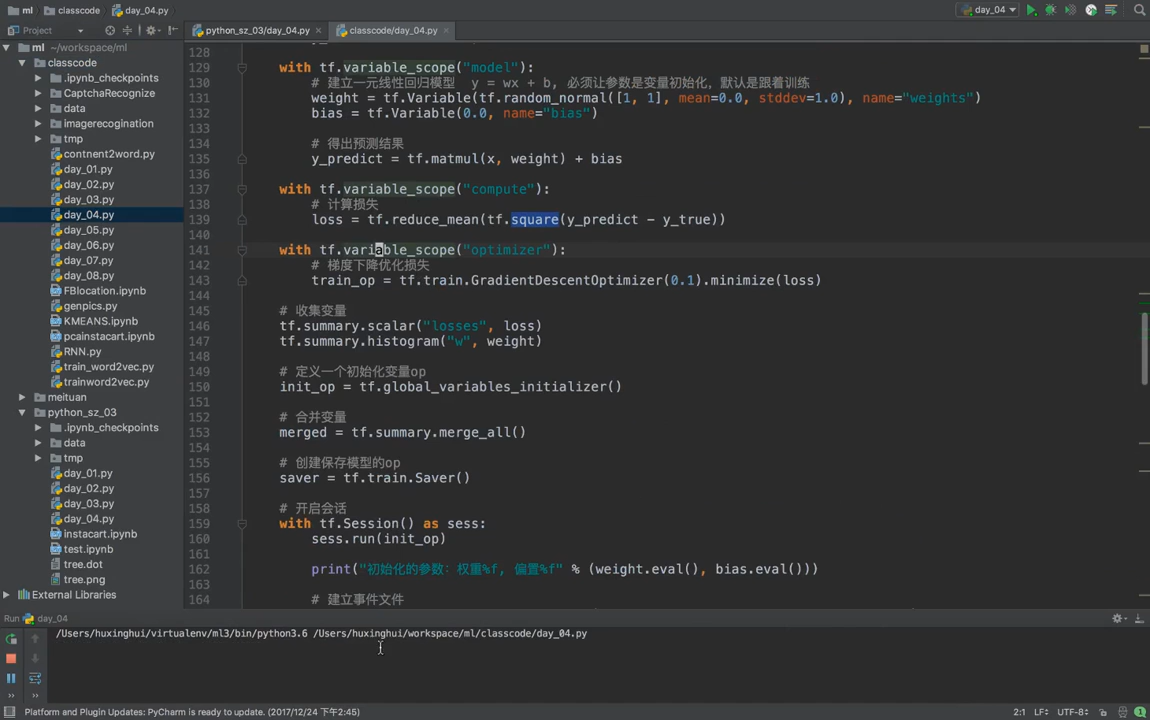 ml
classcode
day_04.py
day_04
Project
python_sz_03/day_04.py
classcode/day_04.py
ml ~/workspace/ml
classcode
.ipynb_checkpoints
CaptchaRecognize
data
imagerecognition
tmp
contnent2word.py
day_01.py
day_02.py
day_03.py
day_04.py
day_05.py
day_06.py
day_07.py
day_08.py
FBlocation.ipynb
genpics.py
KMEANS.ipynb
pcainstacart.ipynb
RNN.py
train_word2vec.py
trainword2vec.py
meituan
python_sz_03
.ipynb_checkpoints
data
tmp
day_01.py
day_02.py
day_03.py
day_04.py
instacart.ipynb
test.ipynb
tree.dot
tree.png
External Libraries
128
129 with tf.variable_scope("model"):
130 # 建立一元线性回归模型 y = wx + b, 必须让参数是变量初始化, 默认是跟着训练
131 weight = tf.Variable(tf.random_normal([1, 1], mean=0.0, stddev=1.0), name="weights")
132 bias = tf.Variable(0.0, name="bias")
133
134 # 得出预测结果
135 y_predict = tf.matmul(x, weight) + bias
136
137 with tf.variable_scope("compute"):
138 # 计算损失
139 loss = tf.reduce_mean(tf.square(y_predict - y_true))
140
141 with tf.variable_scope("optimizer"):
142 # 梯度下降优化损失
143 train_op = tf.train.GradientDescentOptimizer(0.1).minimize(loss)
144
145 # 收集变量
146 tf.summary.scalar("losses", loss)
147 tf.summary.histogram("w", weight)
148
149 # 定义一个初始化变量op
150 init_op = tf.global_variables_initializer()
151
152 # 合并变量
153 merged = tf.summary.merge_all()
154
155 # 创建保存模型的op
156 saver = tf.train.Saver()
157
158 # 开启会话
159 with tf.Session() as sess:
160 sess.run(init_op)
161
162 print("初始化的参数: 权重%f, 偏置%f" % (weight.eval(), bias.eval()))
163
164 # 建立事件文件
Run day_04
/Users/huxinghui/virtualenv/ml3/bin/python3.6 /Users/huxinghui/workspace/ml/classcode/day_04.py
Platform and Plugin Updates: PyCharm is ready to update. (2017/12/24 下午2:45)
2:1 LF÷ UTF-8÷ 1